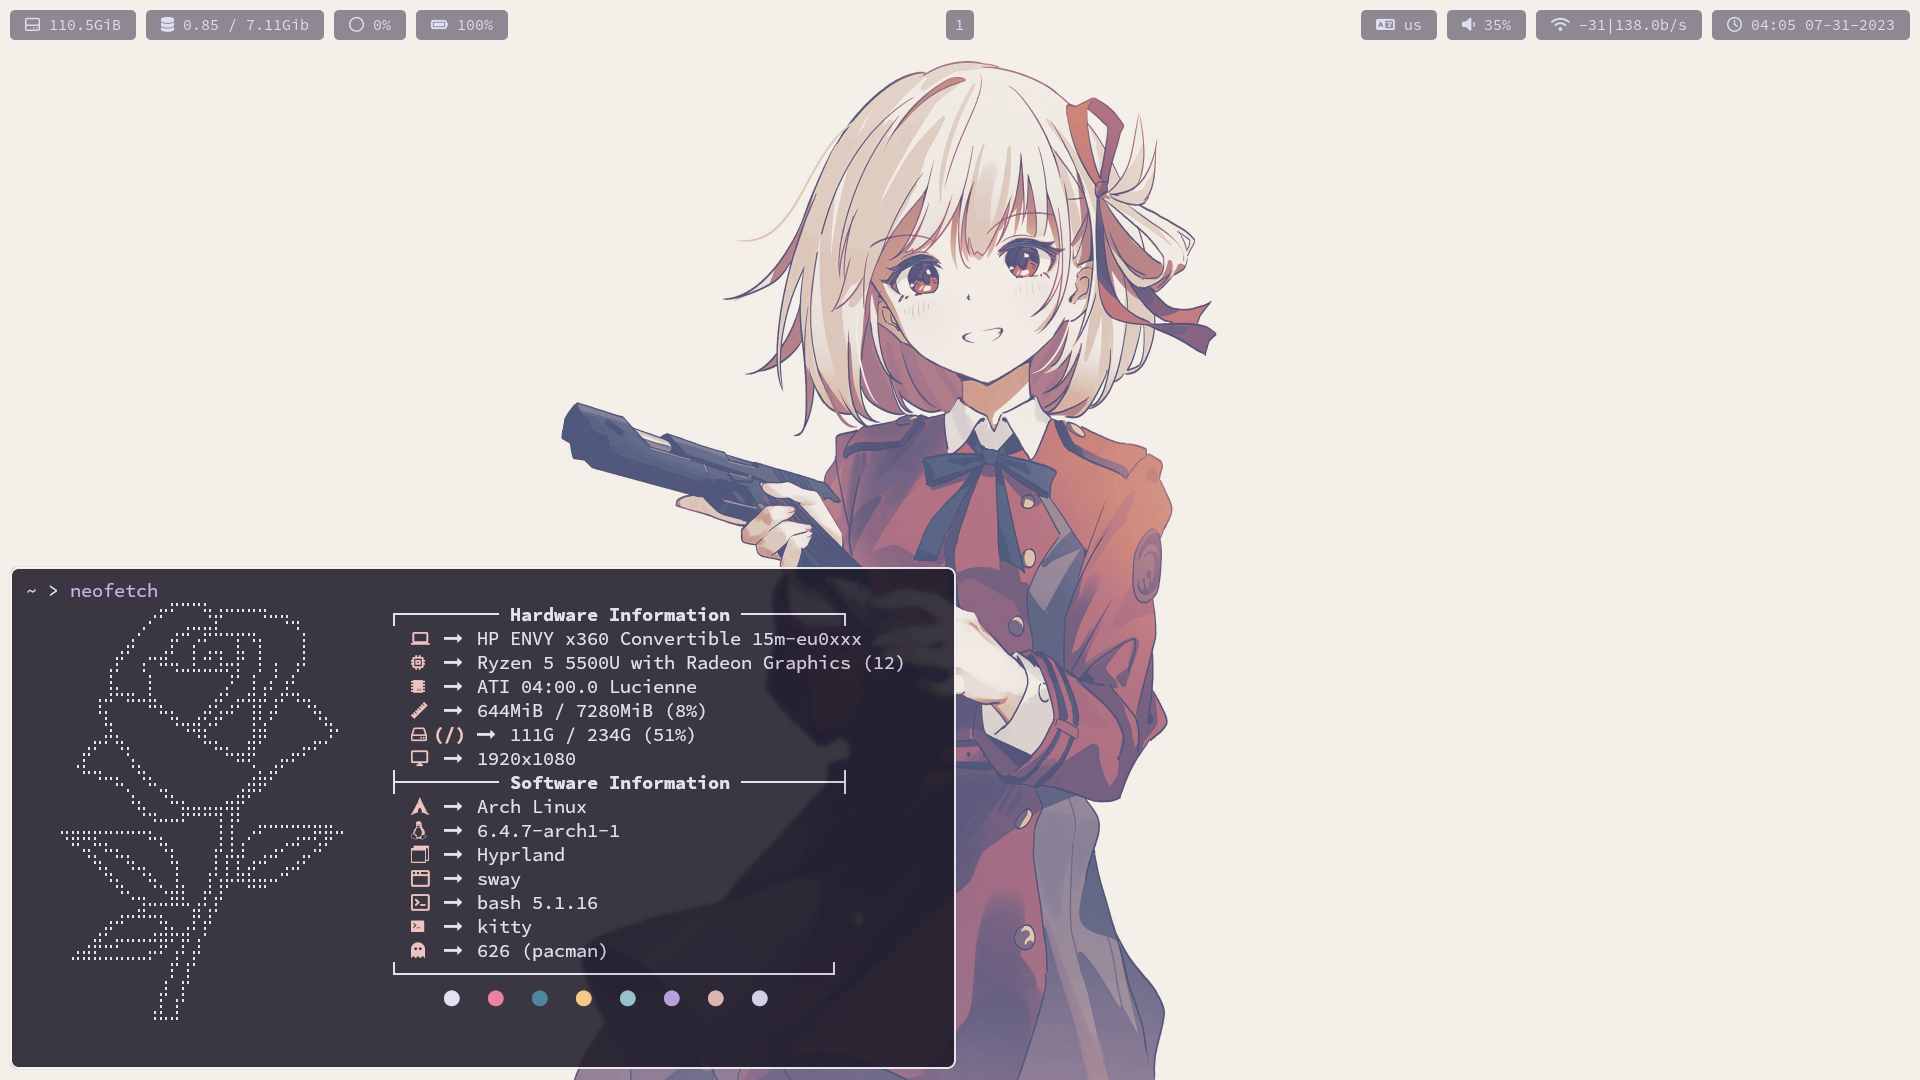 110.5GiB 0.85 / 7.11Gib 0% 100% 1 us 35% -31|138.0b/s 04:05 07-31-2023
~ > neofetch
Hardware Information
HP ENVY x360 Convertible 15m-eu0xxx
Ryzen 5 5500U with Radeon Graphics (12)
ATI 04:00.0 Lucienne
644MiB / 7280MiB (8%)
(/) 111G / 234G (51%)
1920x1080
Software Information
Arch Linux
6.4.7-arch1-1
Hyprland
sway
bash 5.1.16
kitty
626 (pacman)